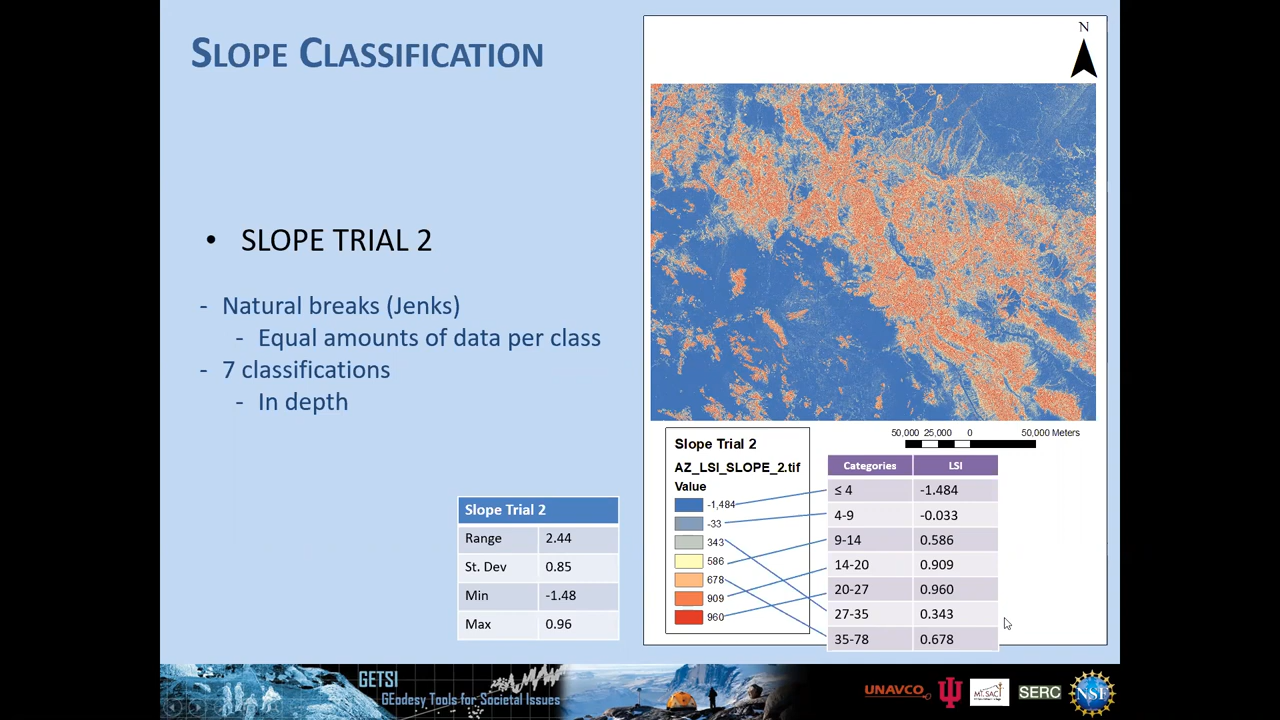 SLOPE CLASSIFICATION
• SLOPE TRIAL 2
- Natural breaks (Jenks)
- Equal amounts of data per class
- 7 classifications
- In depth
Slope Trial 2
Range 2.44
St. Dev 0.85
Min -1.48
Max 0.96
N
50,000 25,000 0 50,000 Meters
Slope Trial 2
AZ_LSI_SLOPE_2.tif
Value
-1,484
-33
343
586
678
909
960
Categories LSI
≤ 4 -1.484
4-9 -0.033
9-14 0.586
14-20 0.909
20-27 0.960
27-35 0.343
35-78 0.678
GETSI
GEodesy Tools for Societal Issues
UNAVCO
MT. SAC
SERC
NSF